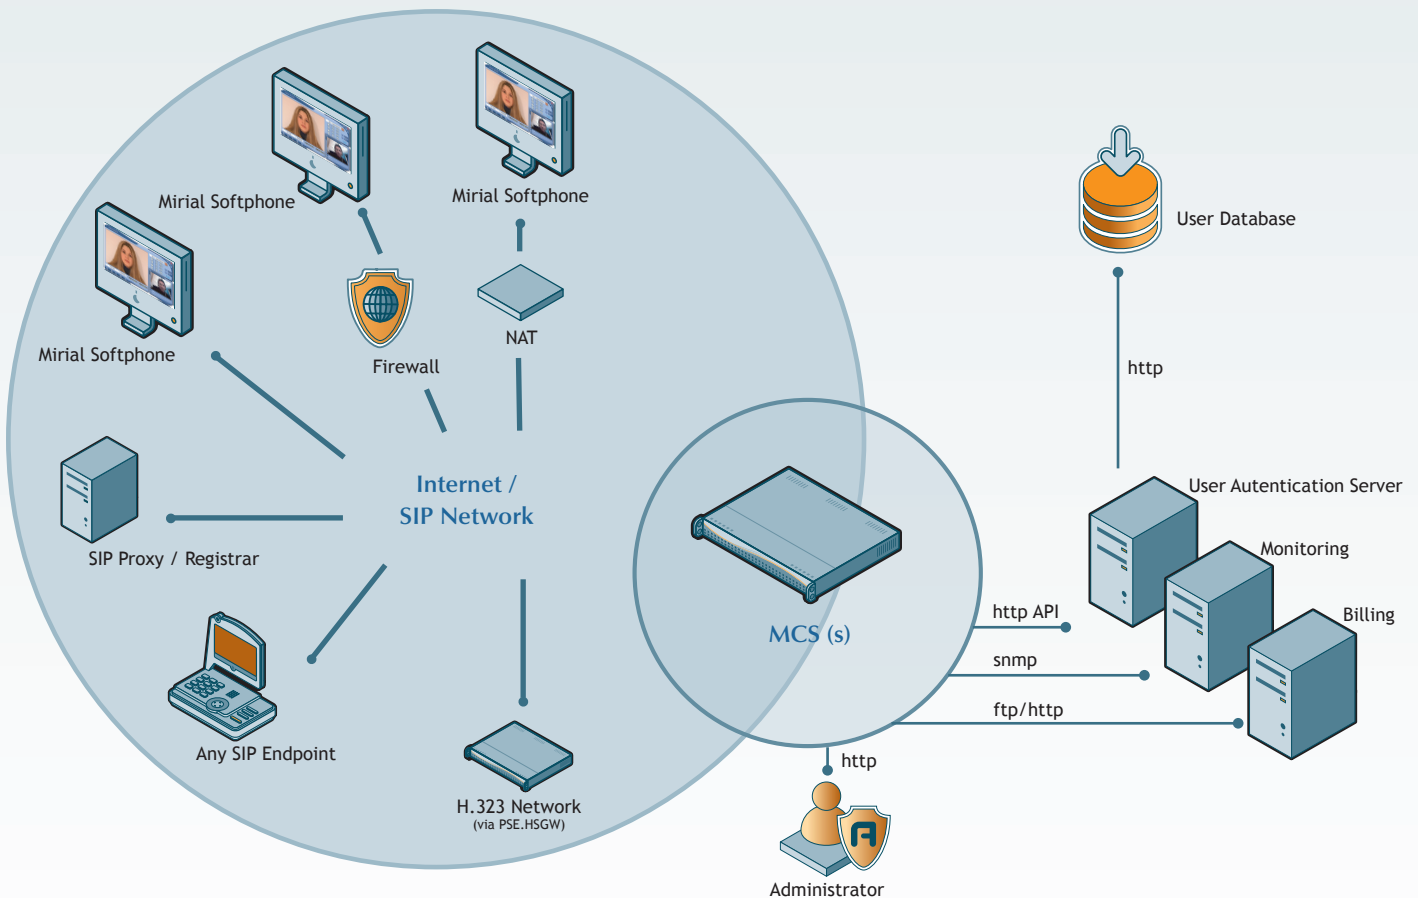 Mirial Softphone
Mirial Softphone
Mirial Softphone
User Database
NAT
Firewall
http
Internet /
SIP Network
User Autentication Server
SIP Proxy / Registrar
Monitoring
http API
Billing
MCS (s)
snmp
ftp/http
Any SIP Endpoint
http
H.323 Network
(via PSE.HSGW)
A
Administrator